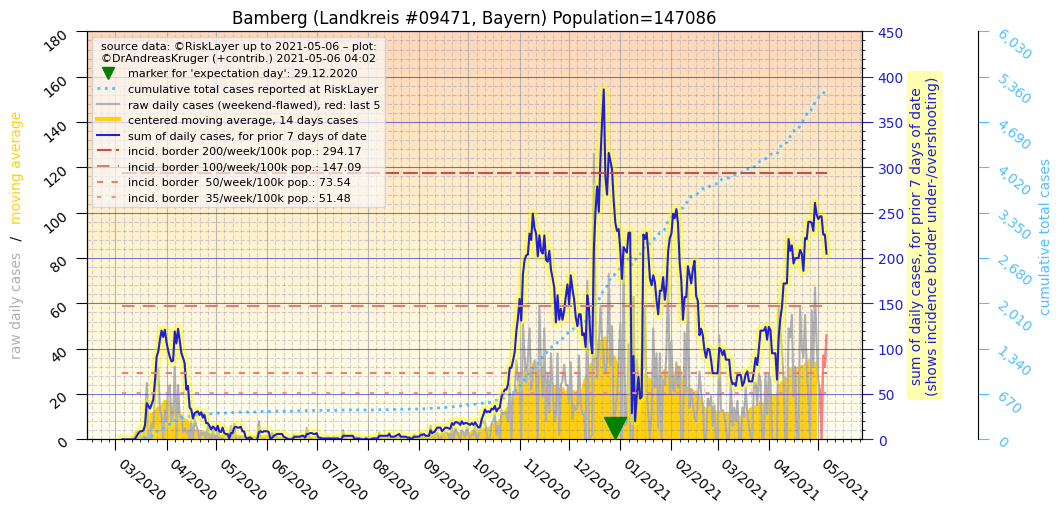 Bamberg (Landkreis #09471, Bayern) Population=147086
source data: ©RiskLayer up to 2021-05-06 – plot:
©DrAndreasKruger (+contrib.) 2021-05-06 04:02
marker for 'expectation day': 29.12.2020
cumulative total cases reported at RiskLayer
raw daily cases (weekend-flawed), red: last 5
centered moving average, 14 days cases
sum of daily cases, for prior 7 days of date
incid. border 200/week/100k pop.: 294.17
incid. border 100/week/100k pop.: 147.09
incid. border  50/week/100k pop.: 73.54
incid. border  35/week/100k pop.: 51.48
raw daily cases  /  moving average
180
160
140
120
100
80
60
40
20
0
03/2020
04/2020
05/2020
06/2020
07/2020
08/2020
09/2020
10/2020
11/2020
12/2020
01/2021
02/2021
03/2021
04/2021
05/2021
450
400
350
300
250
200
150
100
50
0
sum of daily cases, for prior 7 days of date
(shows incidence border under-/overshooting)
6,030
5,360
4,690
4,020
3,350
2,680
2,010
1,340
670
0
cumulative total cases